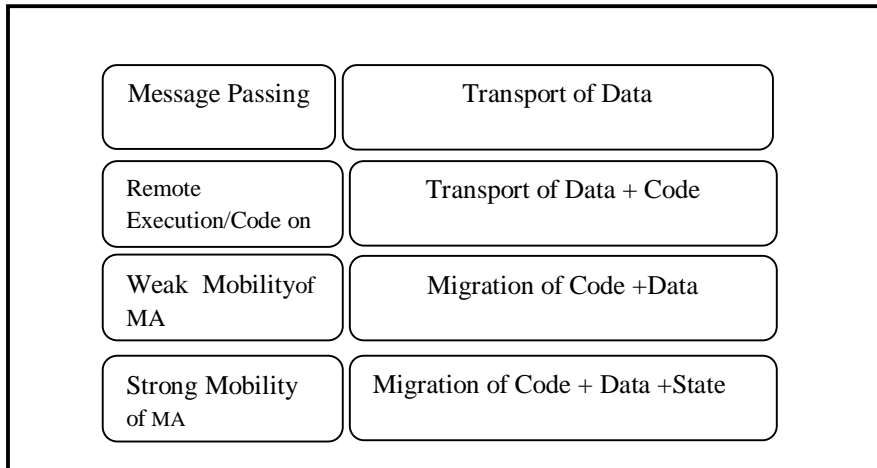 Message Passing
Transport of Data
Remote
Execution/Code on
Transport of Data + Code
Weak Mobilityof
MA
Migration of Code +Data
Strong Mobility
of MA
Migration of Code + Data +State